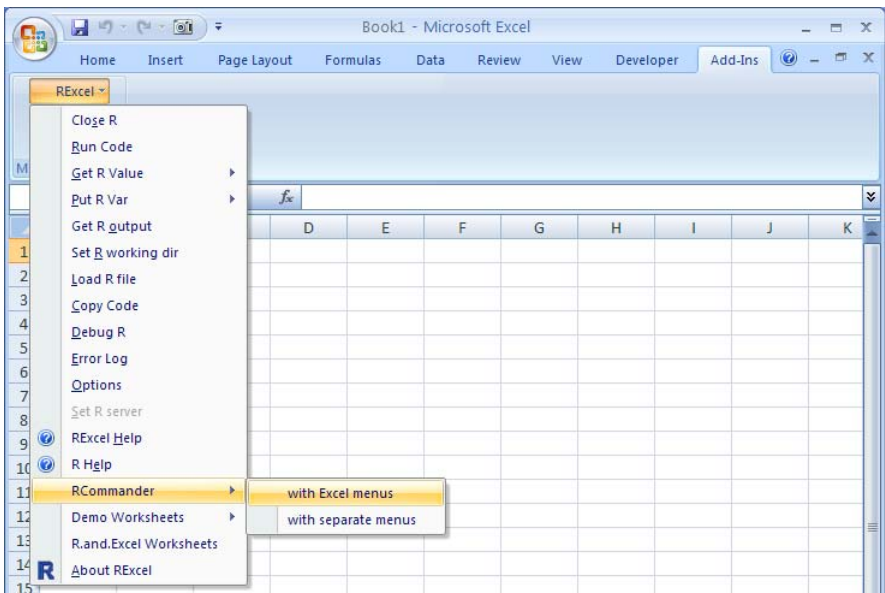 Book1 - Microsoft Excel
Home Insert Page Layout Formulas Data Review View Developer Add-Ins
RExcel
Close R
Run Code
M
Get R Value
Put R Var
fx
Get R output
D E F G H I J K
1
Set R working dir
2
Load R file
3
Copy Code
4
Debug R
5
Error Log
6
Options
7
Set R server
8
9 RExcel Help
10 R Help
11 RCommander with Excel menus
12 Demo Worksheets with separate menus
13 R.and.Excel Worksheets
14 R About RExcel
15